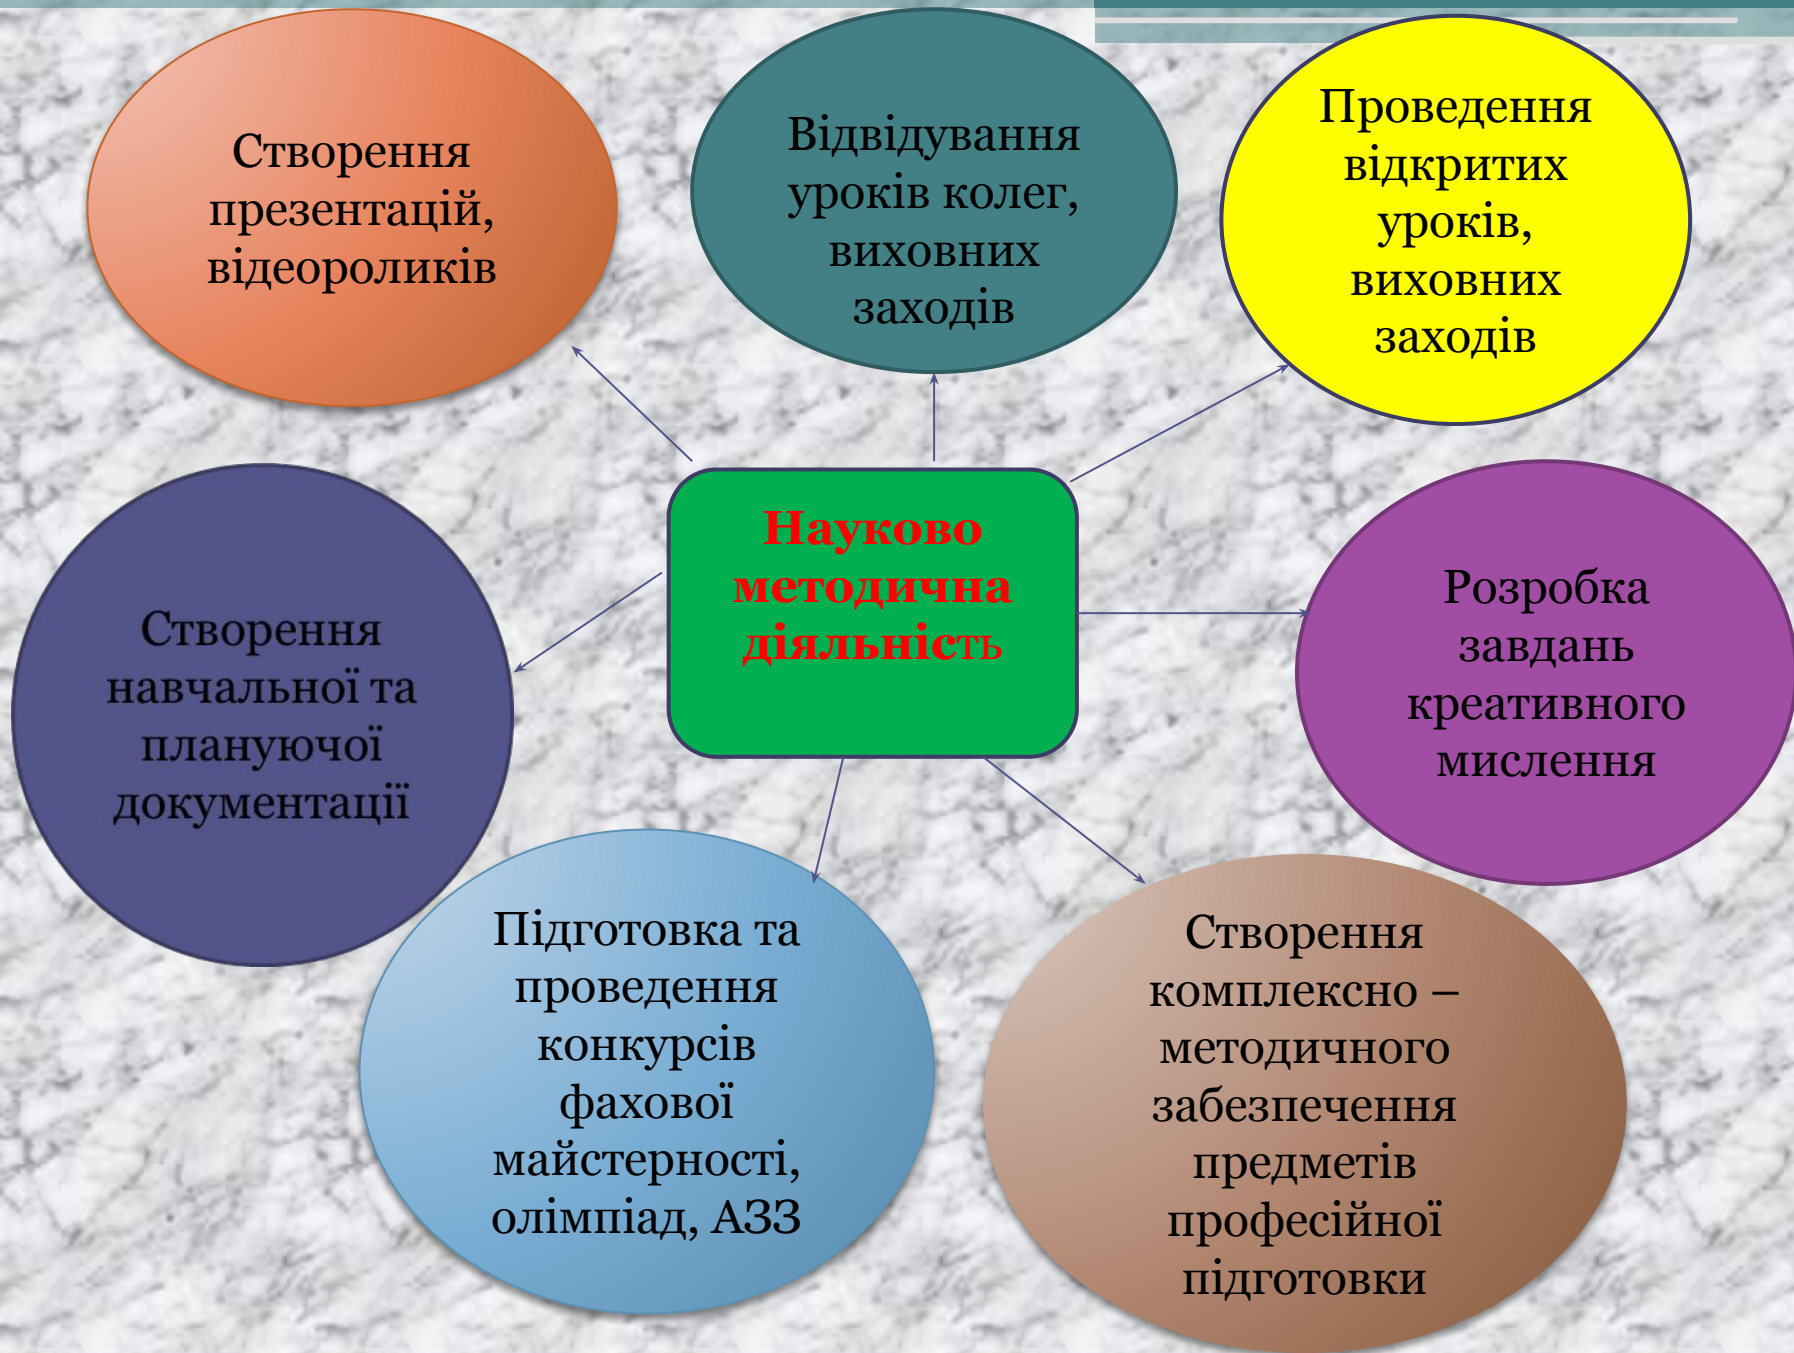 Створення
презентацій,
відеороликів
Відвідування
уроків колег,
виховних
заходів
Проведення
відкритих
уроків,
виховних
заходів
Науково
методична
діяльність
Створення
навчальної та
плануючої
документації
Розробка
завдань
креативного
мислення
Підготовка та
проведення
конкурсів
фахової
майстерності,
олімпіад, АЗЗ
Створення
комплексно –
методичного
забезпечення
предметів
професійної
підготовки